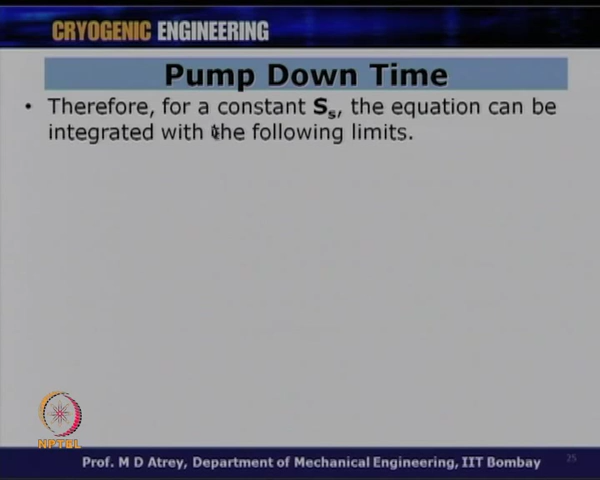 CRYOGENIC ENGINEERING
Pump Down Time
• Therefore, for a constant Ss, the equation can be
integrated with the following limits.
NPTEL
Prof. M D Atrey, Department of Mechanical Engineering, IIT Bombay
25